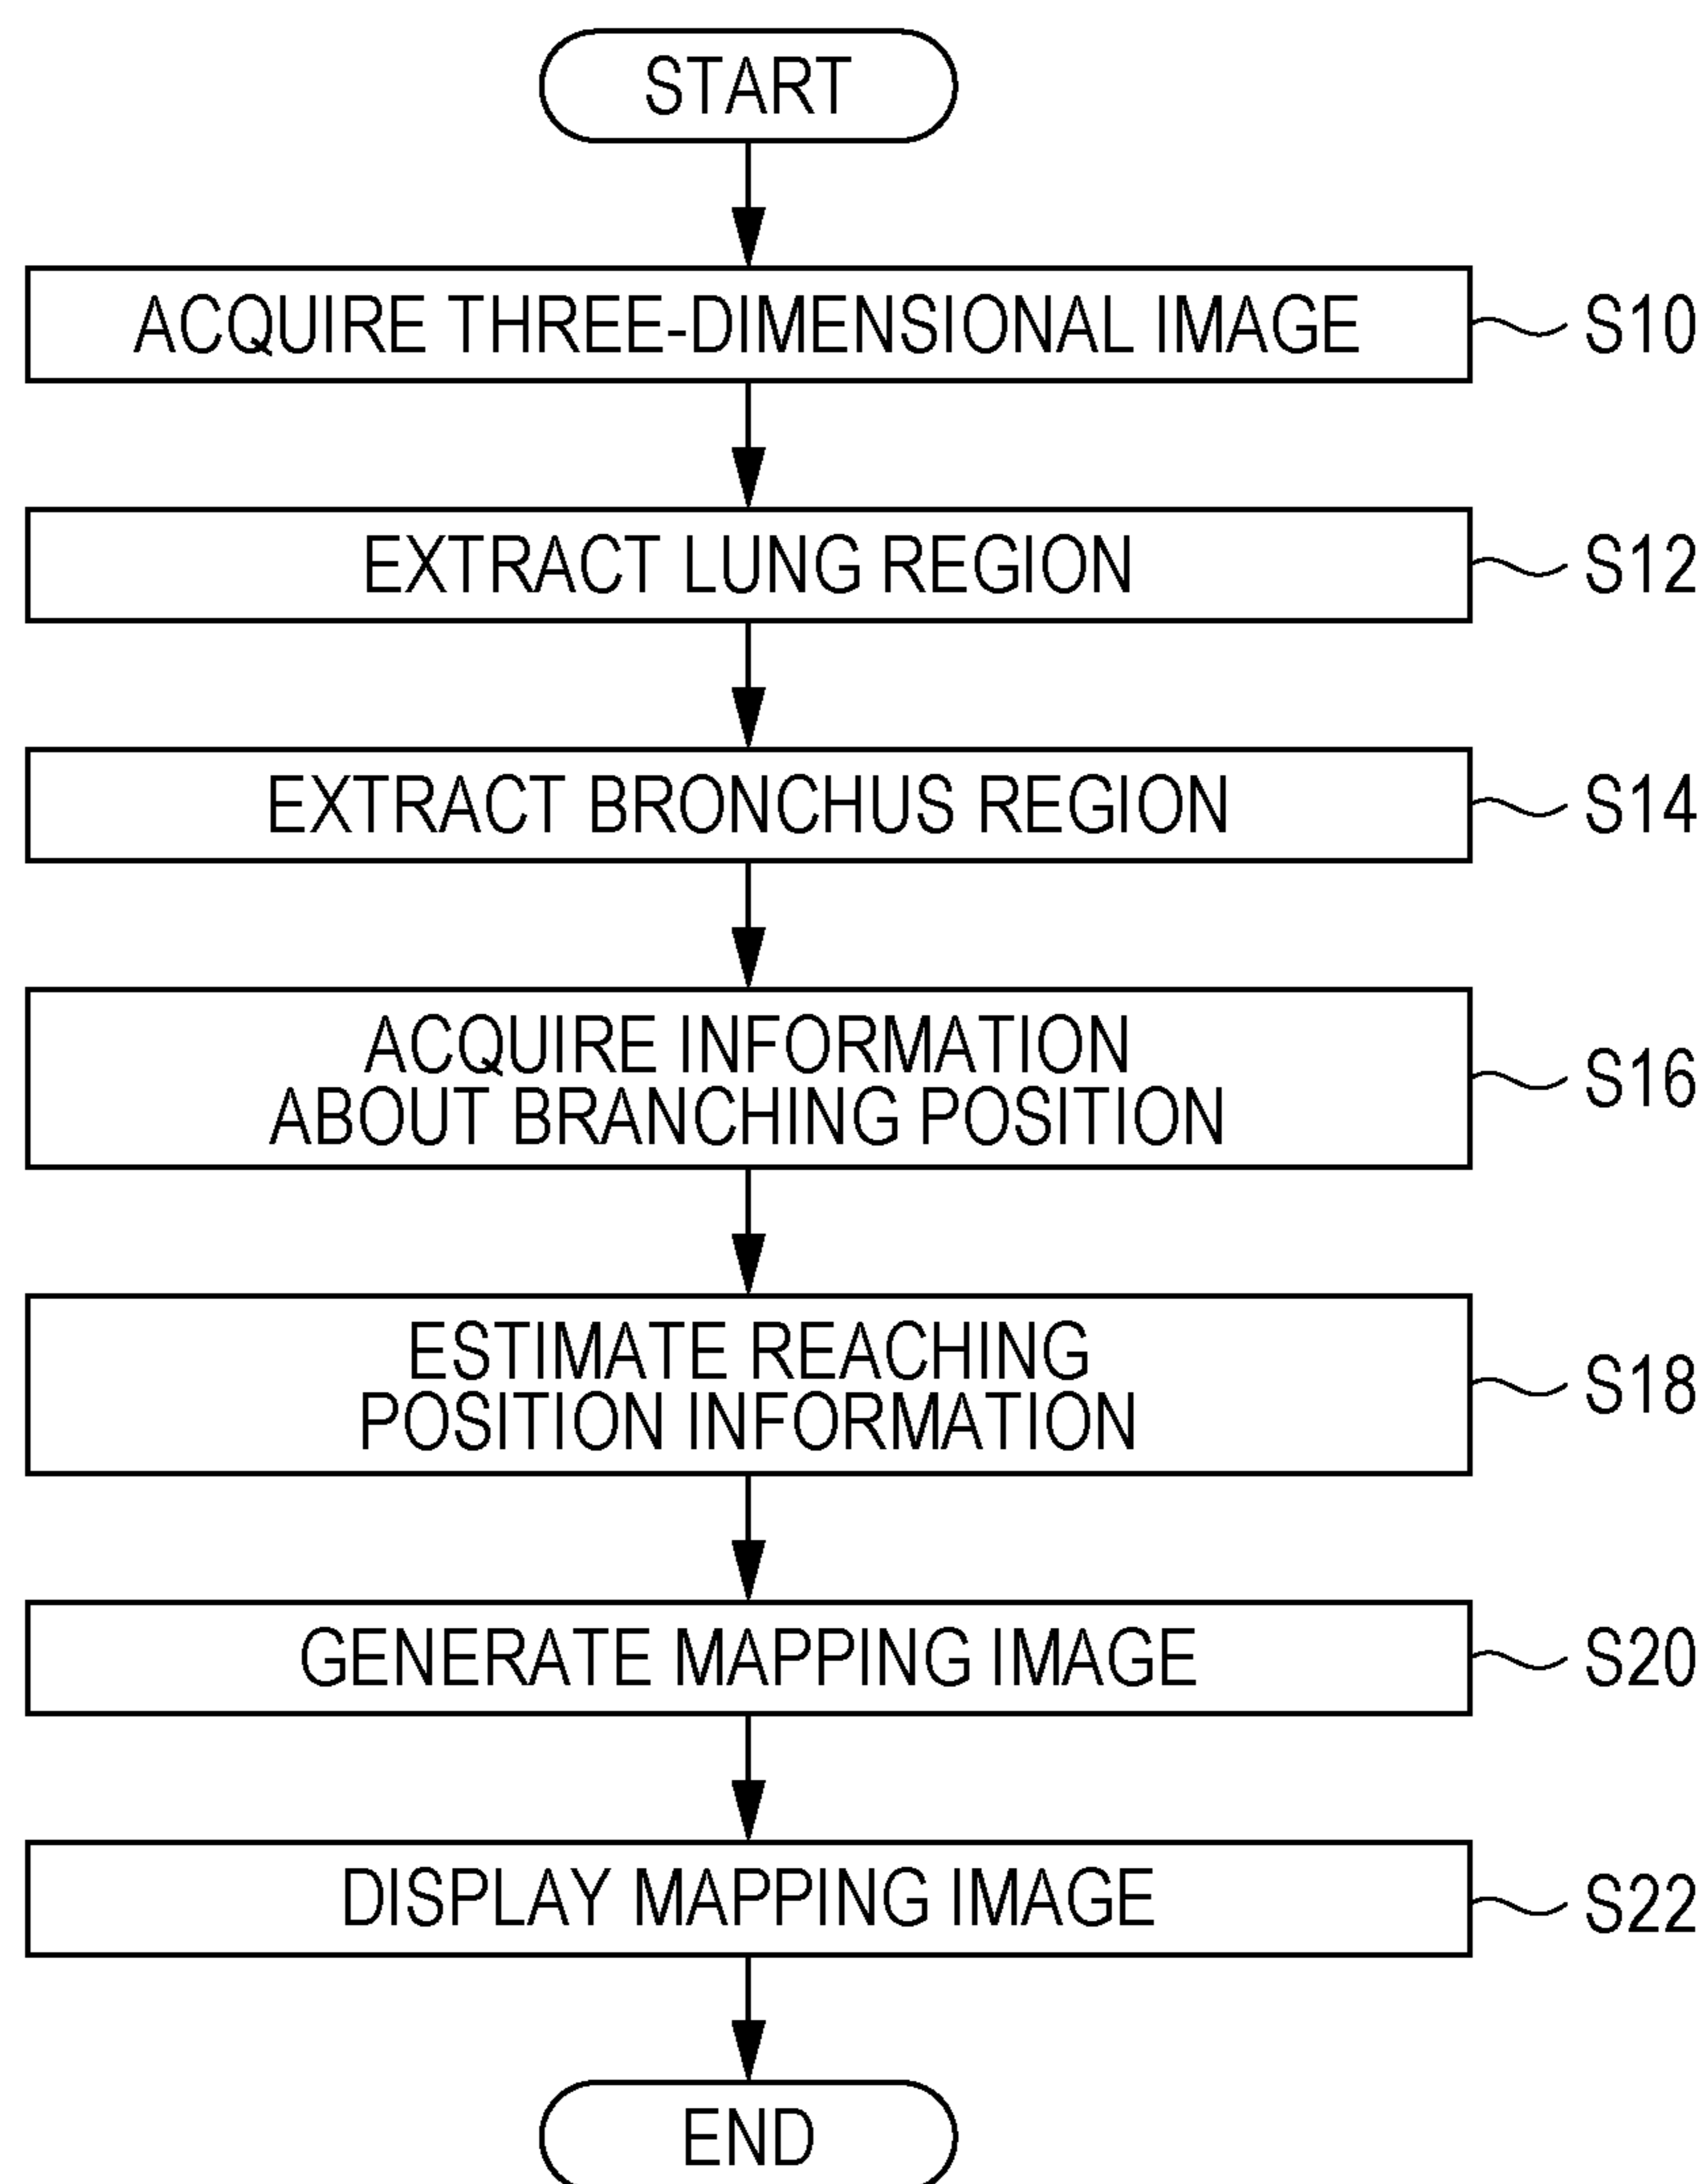 START
ACQUIRE THREE-DIMENSIONAL IMAGE
S10
EXTRACT LUNG REGION
S12
EXTRACT BRONCHUS REGION
S14
ACQUIRE INFORMATION
ABOUT BRANCHING POSITION
S16
ESTIMATE REACHING
POSITION INFORMATION
S18
GENERATE MAPPING IMAGE
S20
DISPLAY MAPPING IMAGE
S22
END